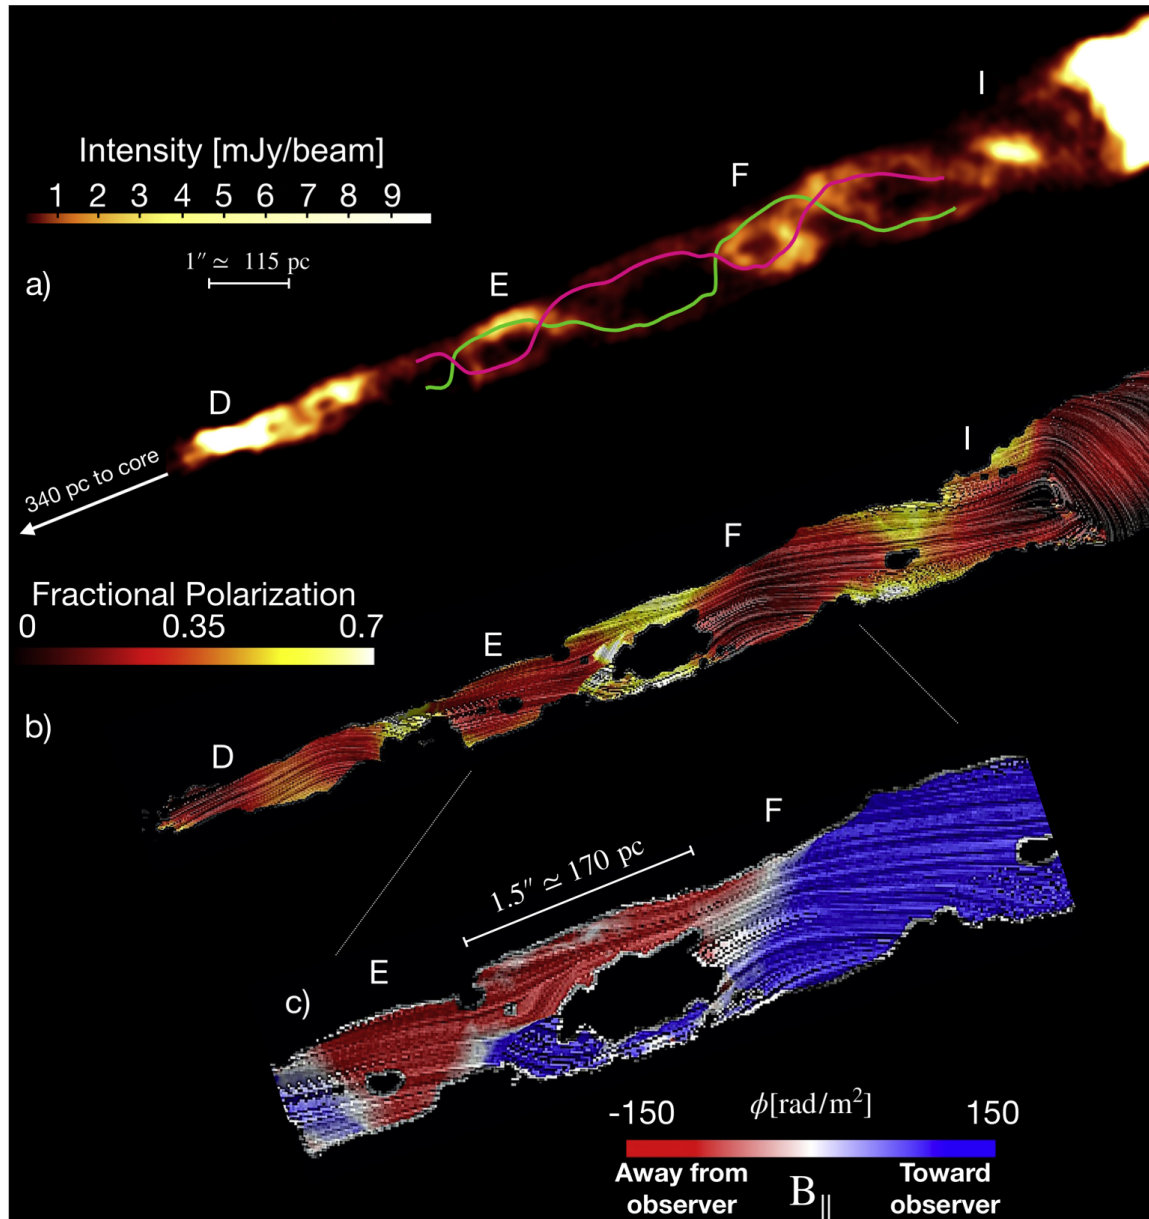 I
Intensity [mJy/beam]
1 2 3 4 5 6 7 8 9
F
1″ ≃ 115 pc
a)
E
D
340 pc to core
I
F
Fractional Polarization
0 0.35 0.7
E
b)
D
F
1.5″ ≃ 170 pc
E
c)
-150 ϕ[rad/m²] 150
Away from observer B∥ Toward observer